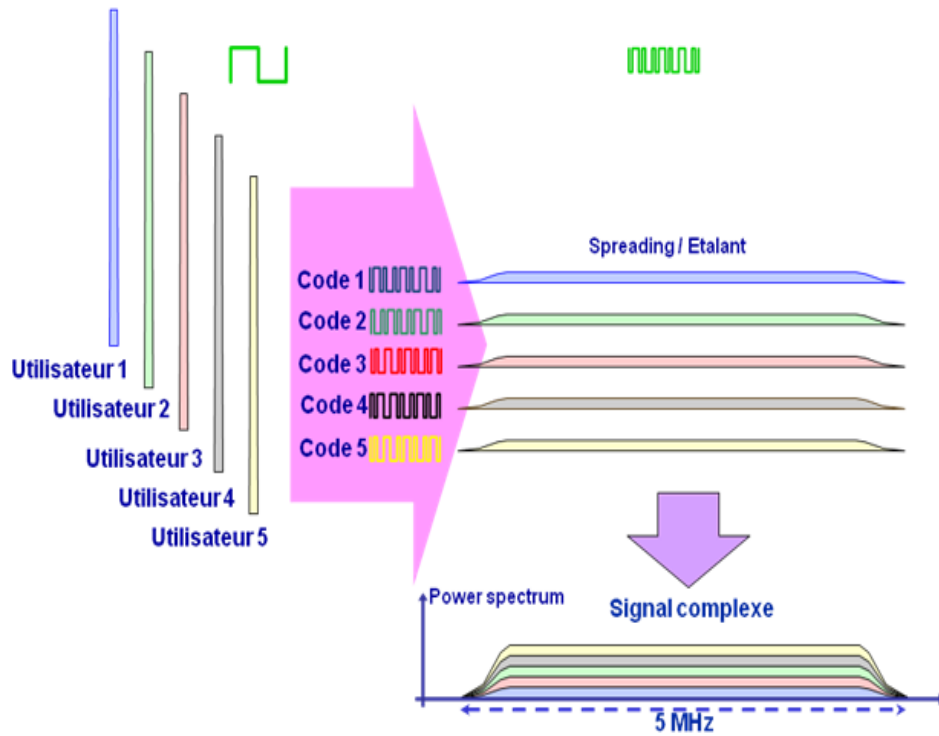 Spreading / Etalant
Code 1
Code 2
Code 3
Code 4
Code 5
Utilisateur 1
Utilisateur 2
Utilisateur 3
Utilisateur 4
Utilisateur 5
Power spectrum
Signal complexe
5 MHz